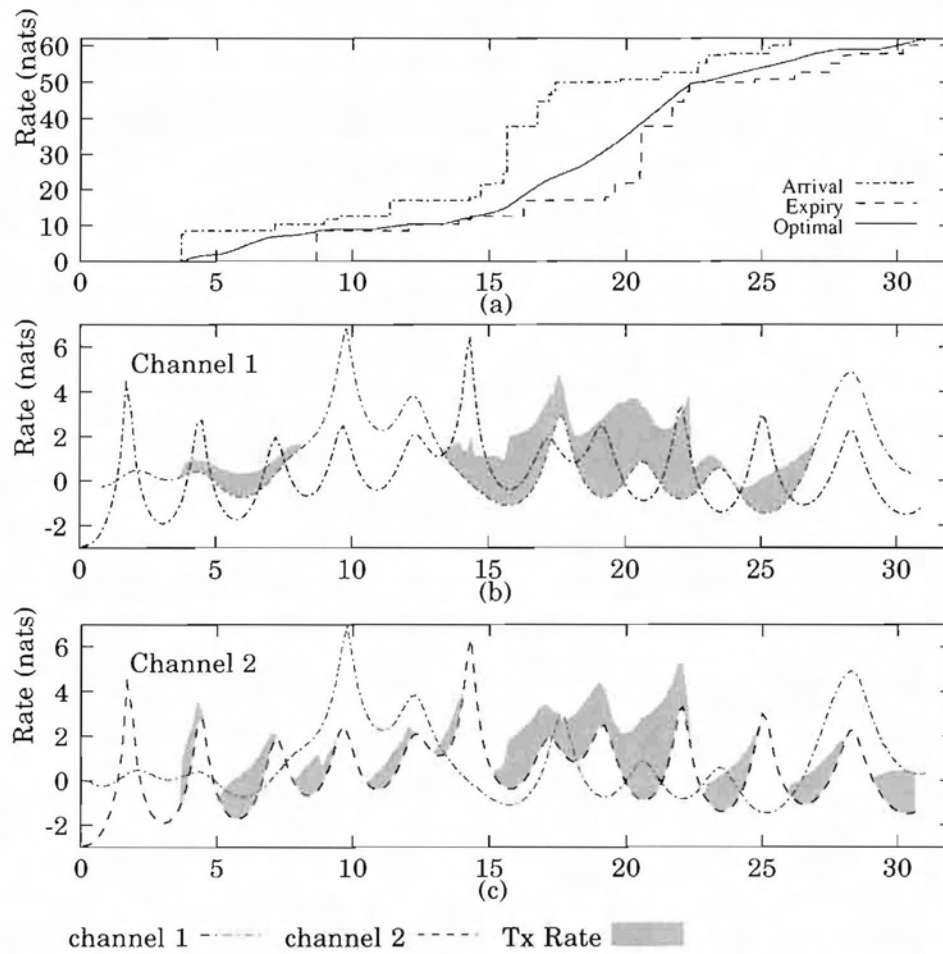 Rate (nats)
60
50
40
30
20
10
0
Arrival
Expiry
Optimal
0 5 10 15 20 25 30
(a)
Rate (nats)
6
4
2
0
-2
Channel 1
0 5 10 15 20 25 30
(b)
Rate (nats)
6
4
2
0
-2
Channel 2
0 5 10 15 20 25 30
(c)
channel 1 channel 2 Tx Rate